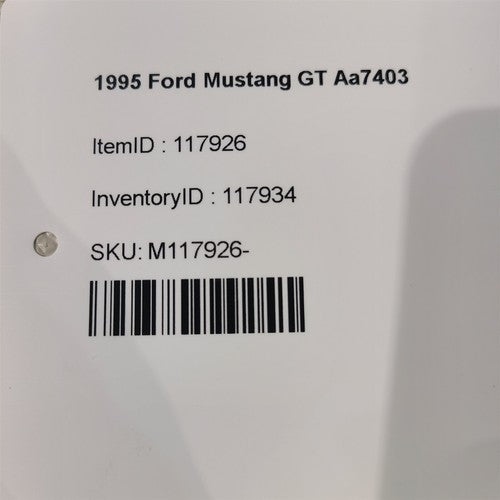 1995 Ford Mustang GT Aa7403
ItemID : 117926
InventoryID : 117934
SKU: M117926-